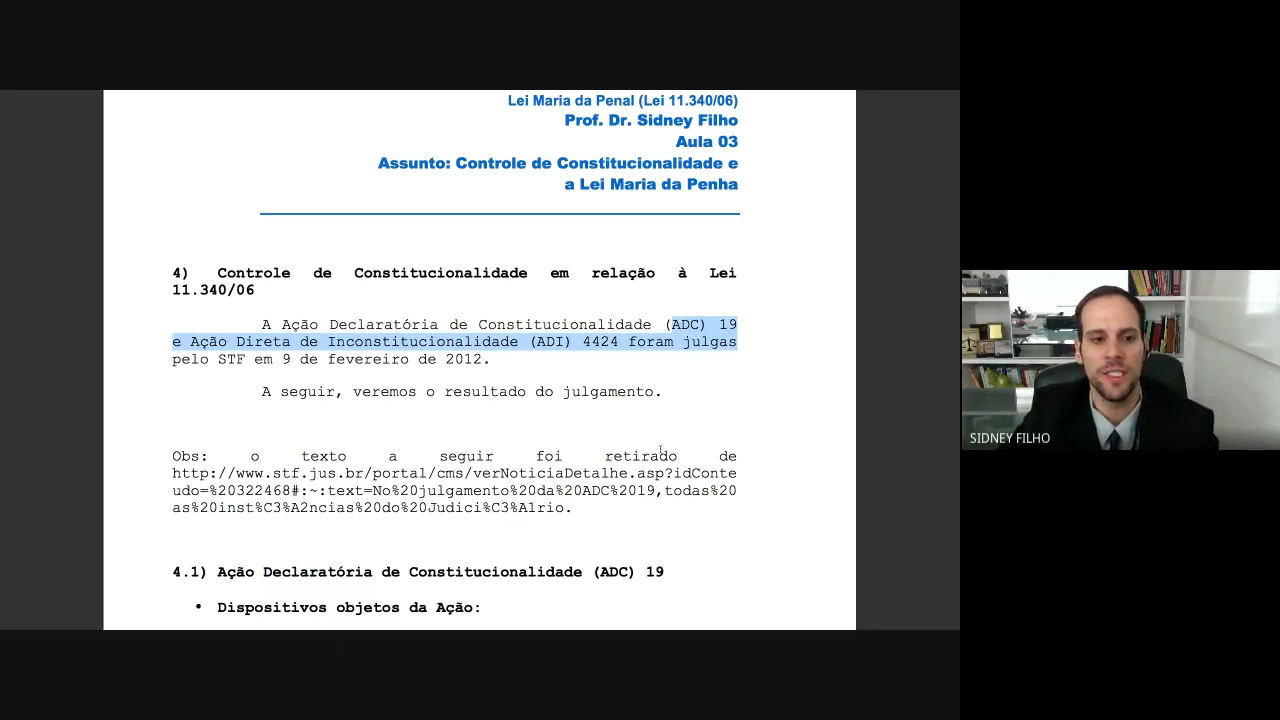 Lei Maria da Penal (Lei 11.340/06)
Prof. Dr. Sidney Filho
Aula 03
Assunto: Controle de Constitucionalidade e
a Lei Maria da Penha
4) Controle de Constitucionalidade em relação à Lei
11.340/06
A Ação Declaratória de Constitucionalidade (ADC) 19
e Ação Direta de Inconstitucionalidade (ADI) 4424 foram julgas
pelo STF em 9 de fevereiro de 2012.
A seguir, veremos o resultado do julgamento.
Obs: o texto a seguir foi retirado de
http://www.stf.jus.br/portal/cms/verNoticiaDetalhe.asp?idConte
udo=%20322468#:~:text=No%20julgamento%20da%20ADC%2019,todas%20
as%20inst%C3%A2ncias%20do%20Judici%C3%A1rio.
4.1) Ação Declaratória de Constitucionalidade (ADC) 19
• Dispositivos objetos da Ação:
SIDNEY FILHO